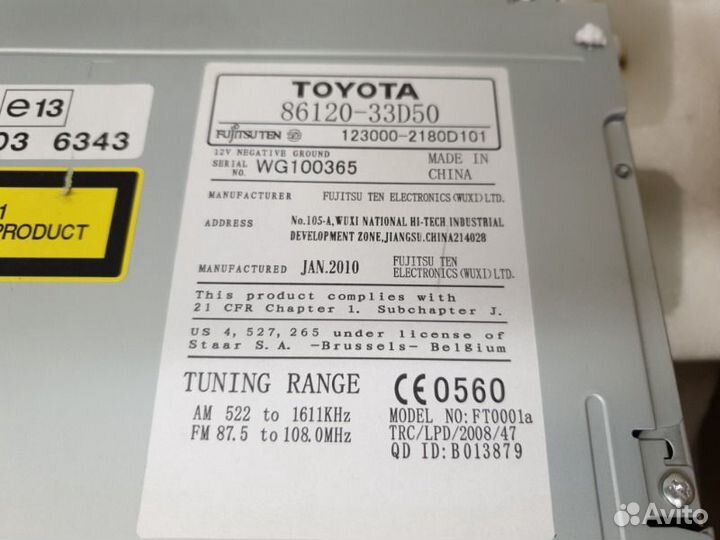 e13
03 6343
1
PRODUCT
TOYOTA
86120-33D50
FUJITSU TEN 123000-2180D101
12V NEGATIVE GROUND
SERIAL NO. WG100365
MADE IN CHINA
MANUFACTURER FUJITSU TEN ELECTRONICS (WUXI) LTD.
ADDRESS No.105-A, WUXI NATIONAL HI-TECH INDUSTRIAL
DEVELOPMENT ZONE, JIANGSU.CHINA214028
MANUFACTURED JAN.2010 FUJITSU TEN
ELECTRONICS (WUXI) LTD.
This product complies with
21 CFR Chapter 1. Subchapter J.
US 4, 527, 265 under license of
Staar S. A. -Brussels- Belgium
TUNING RANGE
AM 522 to 1611KHz
FM 87.5 to 108.0MHz
CE0560
MODEL NO: FT0001a
TRC/LPD/2008/47
QD ID: B013879
Avito